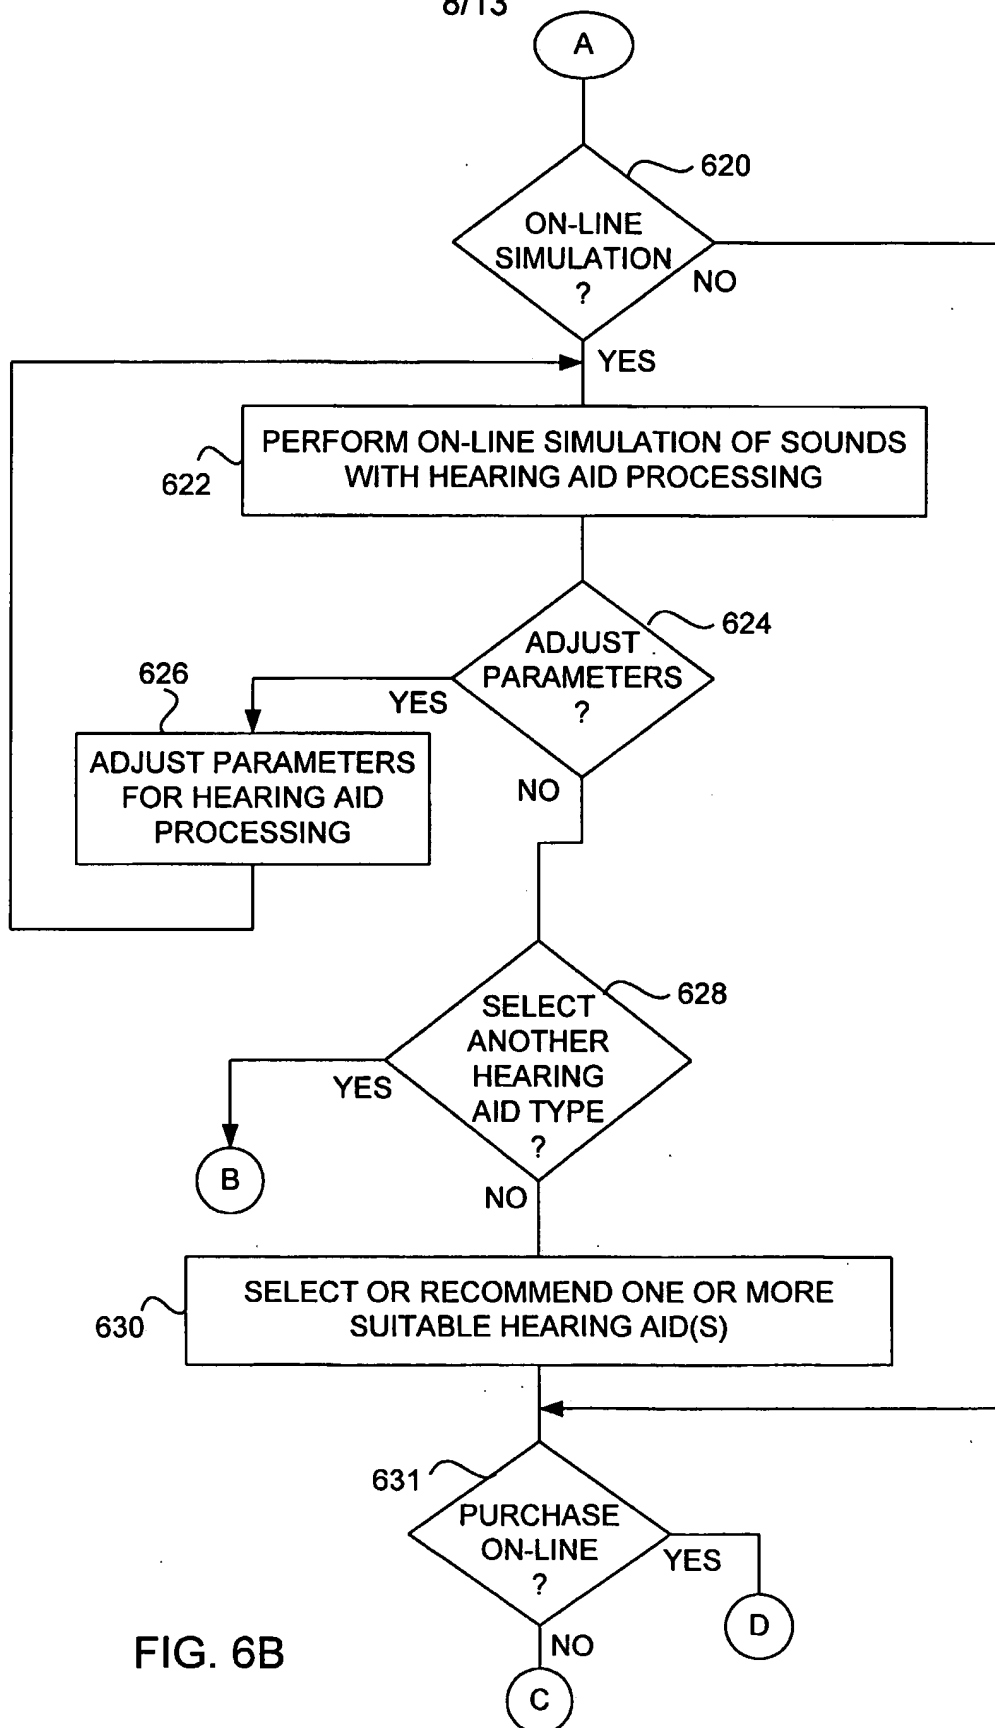 8/13
A
620
ON-LINE
SIMULATION
?
NO
YES
PERFORM ON-LINE SIMULATION OF SOUNDS
WITH HEARING AID PROCESSING
622
624
ADJUST
PARAMETERS
?
YES
NO
626
ADJUST PARAMETERS
FOR HEARING AID
PROCESSING
628
SELECT
ANOTHER
HEARING
AID TYPE
?
YES
B
NO
SELECT OR RECOMMEND ONE OR MORE
SUITABLE HEARING AID(S)
630
631
PURCHASE
ON-LINE
?
YES
D
NO
C
FIG. 6B